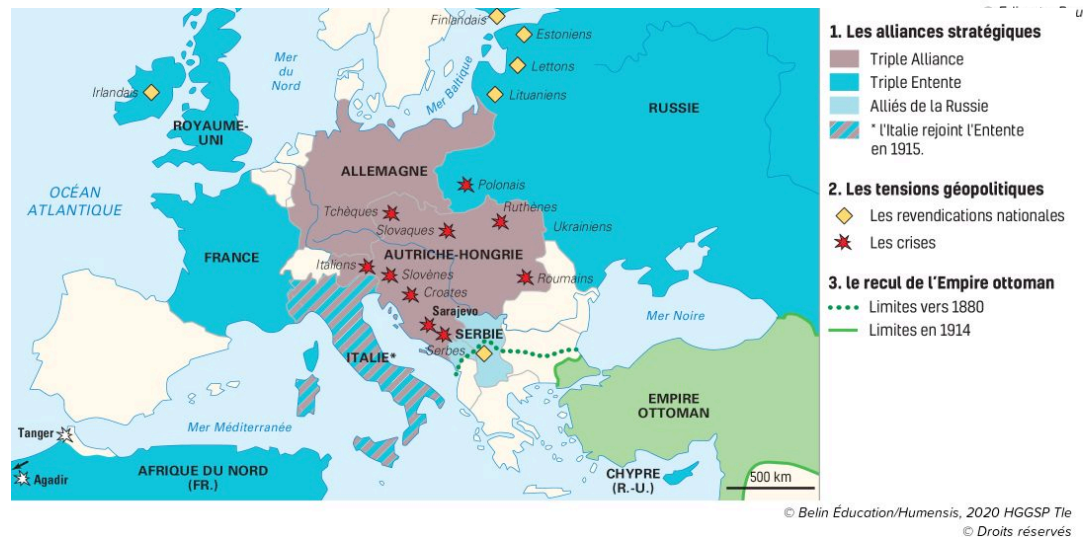 Finlandais
Estoniens
Lettons
Lituaniens
Mer
du
Nord
Mer Baltique
Irlandais
ROYAUME-
UNI
RUSSIE
OCÉAN
ATLANTIQUE
ALLEMAGNE
Polonais
Tchèques
Ruthènes
Slovaques
Ukrainiens
FRANCE
AUTRICHE-HONGRIE
Italiens
Slovènes
Roumains
Croates
Sarajevo
Mer Noire
SERBIE
Serbes
ITALIE*
EMPIRE
OTTOMAN
Mer Méditerranée
Tanger
Agadir
AFRIQUE DU NORD
(FR.)
CHYPRE
(R.-U.)
500 km
1. Les alliances stratégiques
Triple Alliance
Triple Entente
Alliés de la Russie
* l'Italie rejoint l'Entente
en 1915.
2. Les tensions géopolitiques
Les revendications nationales
Les crises
3. le recul de l'Empire ottoman
Limites vers 1880
Limites en 1914
© Belin Éducation/Humensis, 2020 HGGSP Tle
© Droits réservés